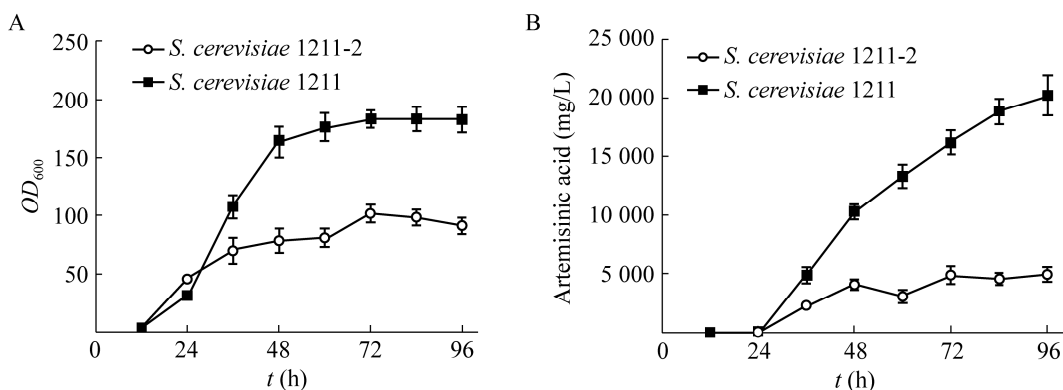 A
250
200
150
100
50
0
24
48
72
96
t (h)
OD600
S. cerevisiae 1211-2
S. cerevisiae 1211
B
25 000
20 000
15 000
10 000
5 000
0
24
48
72
96
t (h)
Artemisinic acid (mg/L)
S. cerevisiae 1211-2
S. cerevisiae 1211